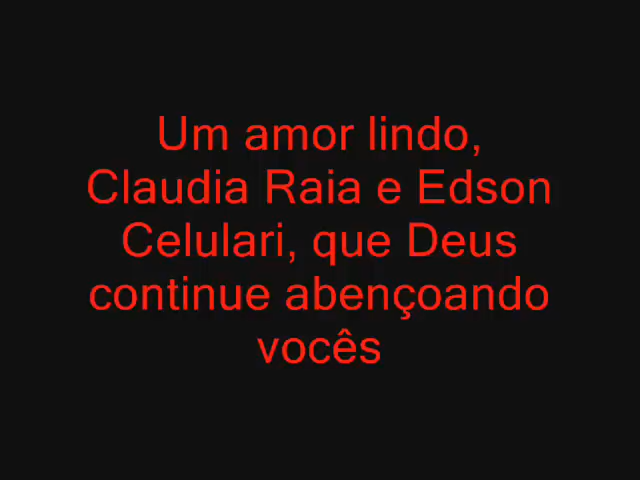 Um amor lindo,
Claudia Raia e Edson
Celulari, que Deus
continue abençoando
vocês